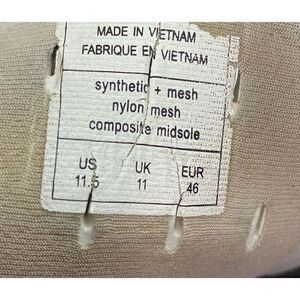 MADE IN VIETNAM
FABRIQUE EN VIETNAM
synthetic + mesh
nylon mesh
composite midsole
US UK EUR
11.5 11 46